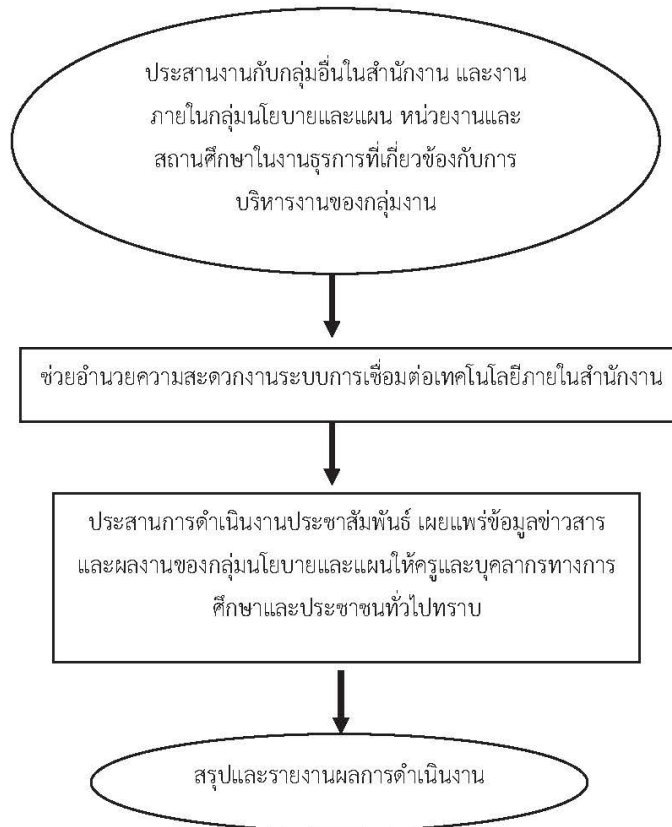 ประสานงานกับกลุ่มอื่นในสำนักงาน และงาน
ภายในกลุ่มนโยบายและแผน หน่วยงานและ
สถานศึกษาในงานธุรการที่เกี่ยวข้องกับการ
บริหารงานของกลุ่มงาน
ช่วยอำนวยความสะดวกงานระบบการเชื่อมต่อเทคโนโลยีภายในสำนักงาน
ประสานการดำเนินงานประชาสัมพันธ์ เผยแพร่ข้อมูลข่าวสาร
และผลงานของกลุ่มนโยบายและแผนให้ครูและบุคลากรทางการ
ศึกษาและประชาชนทั่วไปทราบ
สรุปและรายงานผลการดำเนินงาน